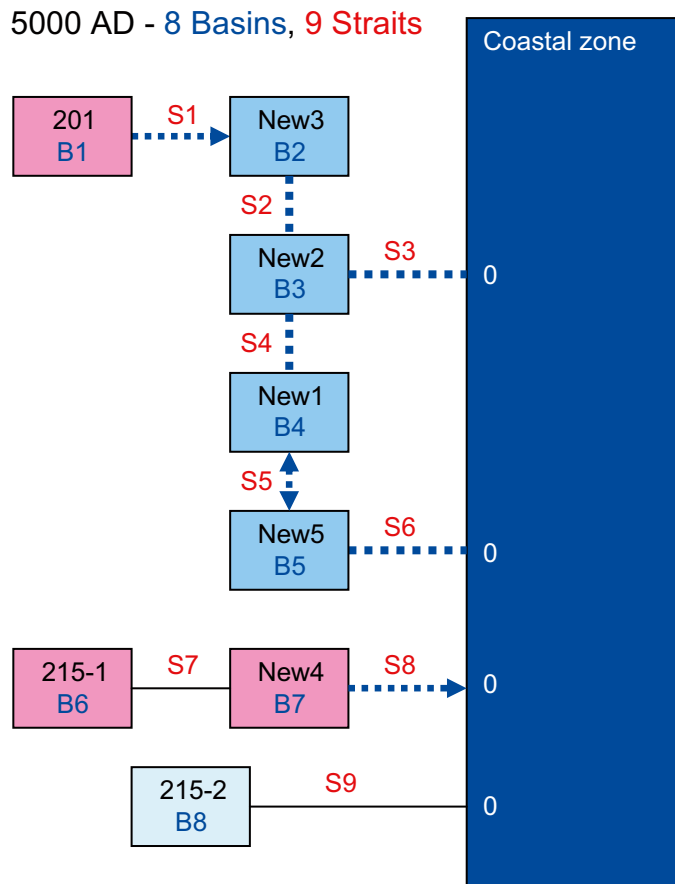 5000 AD - 8 Basins, 9 Straits
Coastal zone
201
B1
S1
New3
B2
S2
New2
B3
S3
0
S4
New1
B4
S5
New5
B5
S6
0
215-1
B6
S7
New4
B7
S8
0
215-2
B8
S9
0